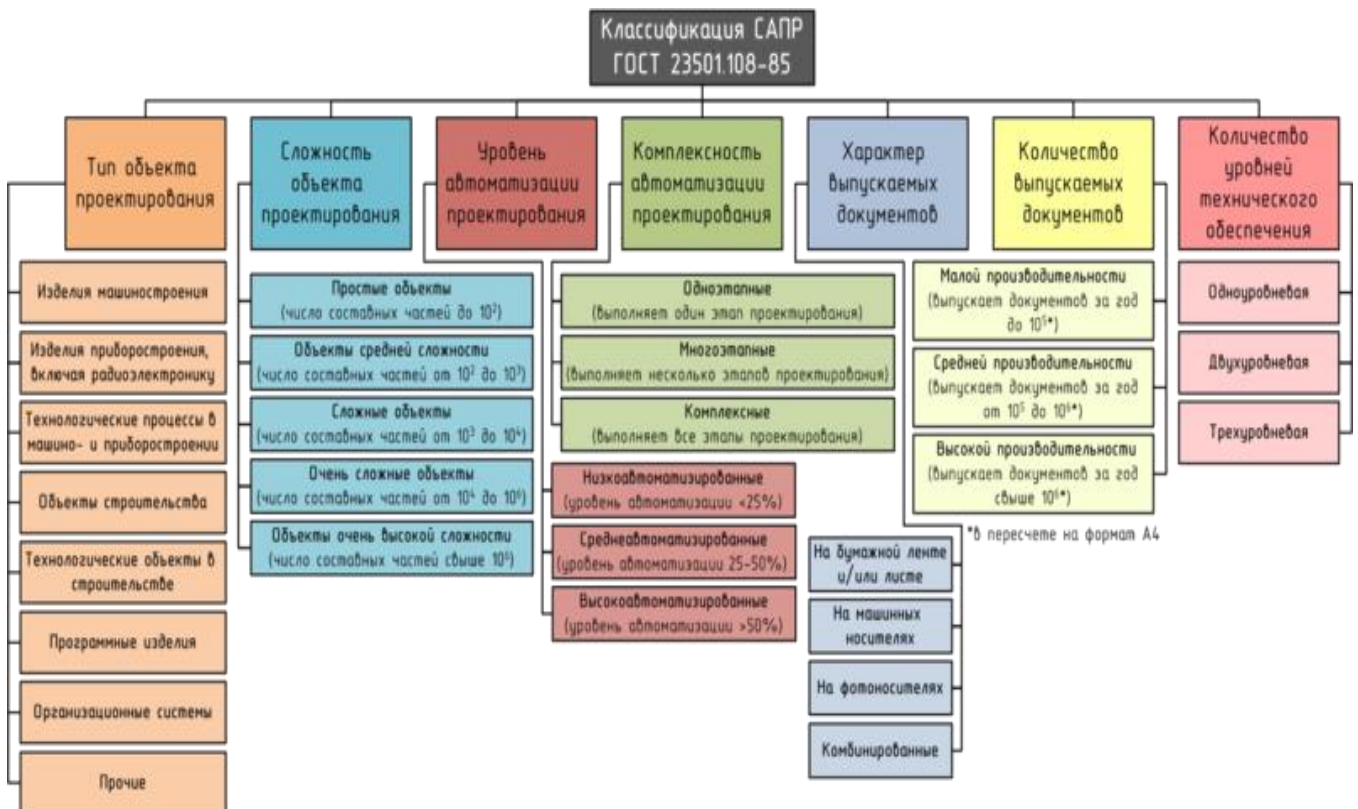 Классификация САПР
ГОСТ 23501.108-85
Тип объекта
проектирования
Сложность
объекта
проектирования
Уровень
автоматизации
проектирования
Комплексность
автоматизации
проектирования
Характер
выпускаемых
документов
Количество
выпускаемых
документов
Количество
уровней
технического
обеспечения
Изделия машиностроения
Изделия приборостроения,
включая радиоэлектронику
Технологические процессы в
машино- и приборостроении
Объекты строительства
Технологические объекты в
строительстве
Программные изделия
Организационные системы
Прочие
Простые объекты
(число составных частей до 10²)
Объекты средней сложности
(число составных частей от 10² до 10³)
Сложные объекты
(число составных частей от 10³ до 10⁴)
Очень сложные объекты
(число составных частей от 10⁴ до 10⁶)
Объекты очень высокой сложности
(число составных частей свыше 10⁶)
Низкоавтоматизированные
(уровень автоматизации <25%)
Среднеавтоматизированные
(уровень автоматизации 25-50%)
Высокоавтоматизированные
(уровень автоматизации >50%)
Одноэтапные
(выполняет один этап проектирования)
Многоэтапные
(выполняет несколько этапов проектирования)
Комплексные
(выполняет все этапы проектирования)
На бумажной ленте
и/или листе
На машинных
носителях
На фотоносителях
Комбинированные
Малой производительности
(выпускает документов за год
до 10⁵*)
Средней производительности
(выпускает документов за год
от 10⁵ до 10⁶*)
Высокой производительности
(выпускает документов за год
свыше 10⁶*)
*в пересчете на формат А4
Одноуровневая
Двухуровневая
Трехуровневая